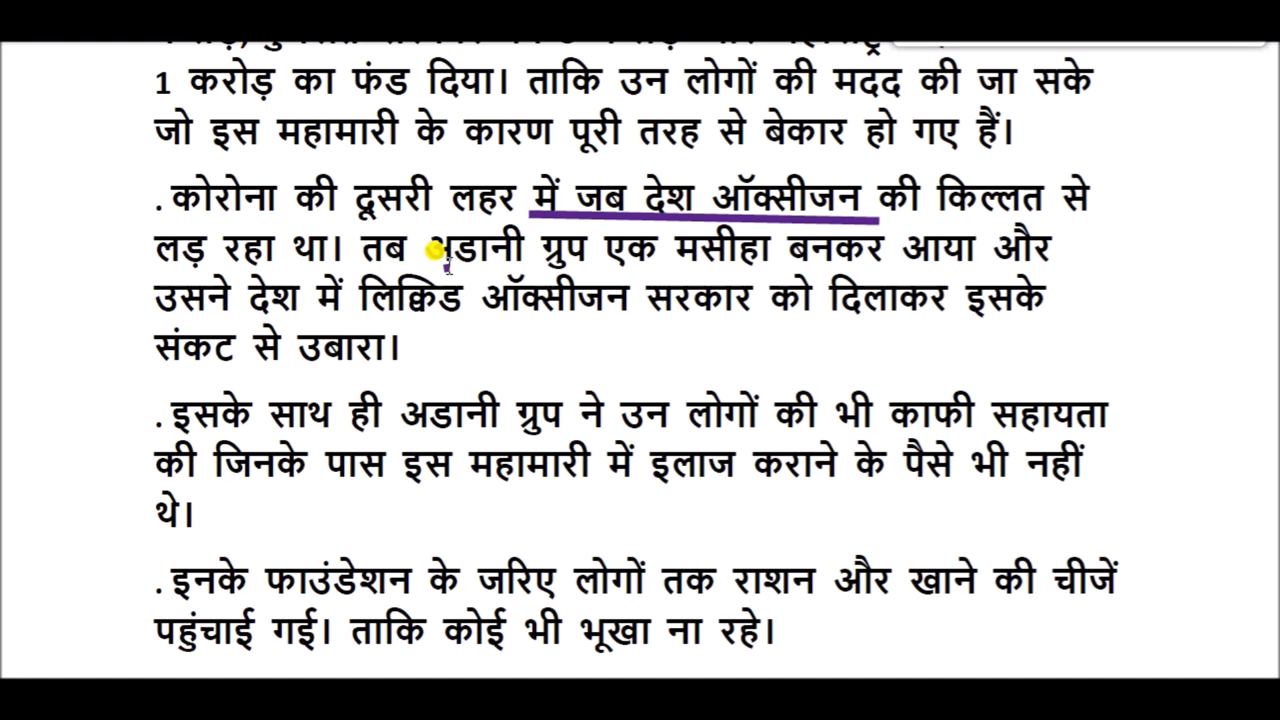 1 करोड़ का फंड दिया। ताकि उन लोगों की मदद की जा सके
जो इस महामारी के कारण पूरी तरह से बेकार हो गए हैं।
.कोरोना की दूसरी लहर में जब देश ऑक्सीजन की किल्लत से
लड़ रहा था। तब अडानी ग्रुप एक मसीहा बनकर आया और
उसने देश में लिक्विड ऑक्सीजन सरकार को दिलाकर इसके
संकट से उबारा।
.इसके साथ ही अडानी ग्रुप ने उन लोगों की भी काफी सहायता
की जिनके पास इस महामारी में इलाज कराने के पैसे भी नहीं
थे।
.इनके फाउंडेशन के जरिए लोगों तक राशन और खाने की चीजें
पहुंचाई गई। ताकि कोई भी भूखा ना रहे।